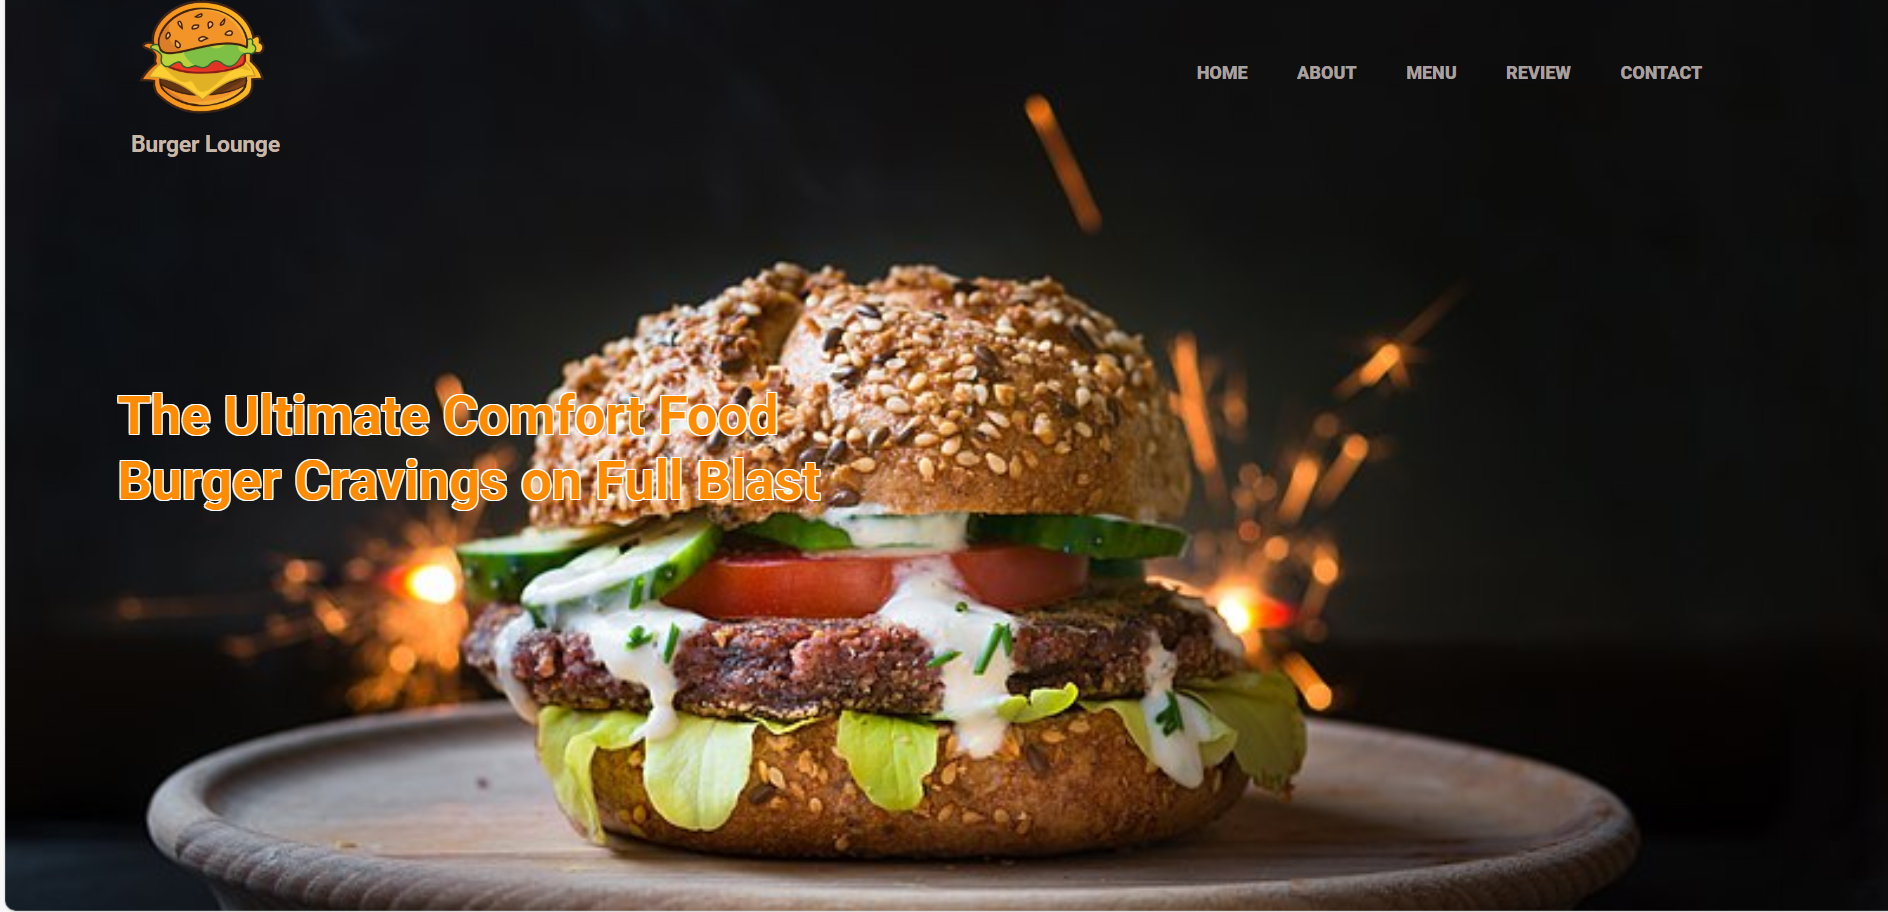 HOME ABOUT MENU REVIEW CONTACT
Burger Lounge
The Ultimate Comfort Food
Burger Cravings on Full Blast